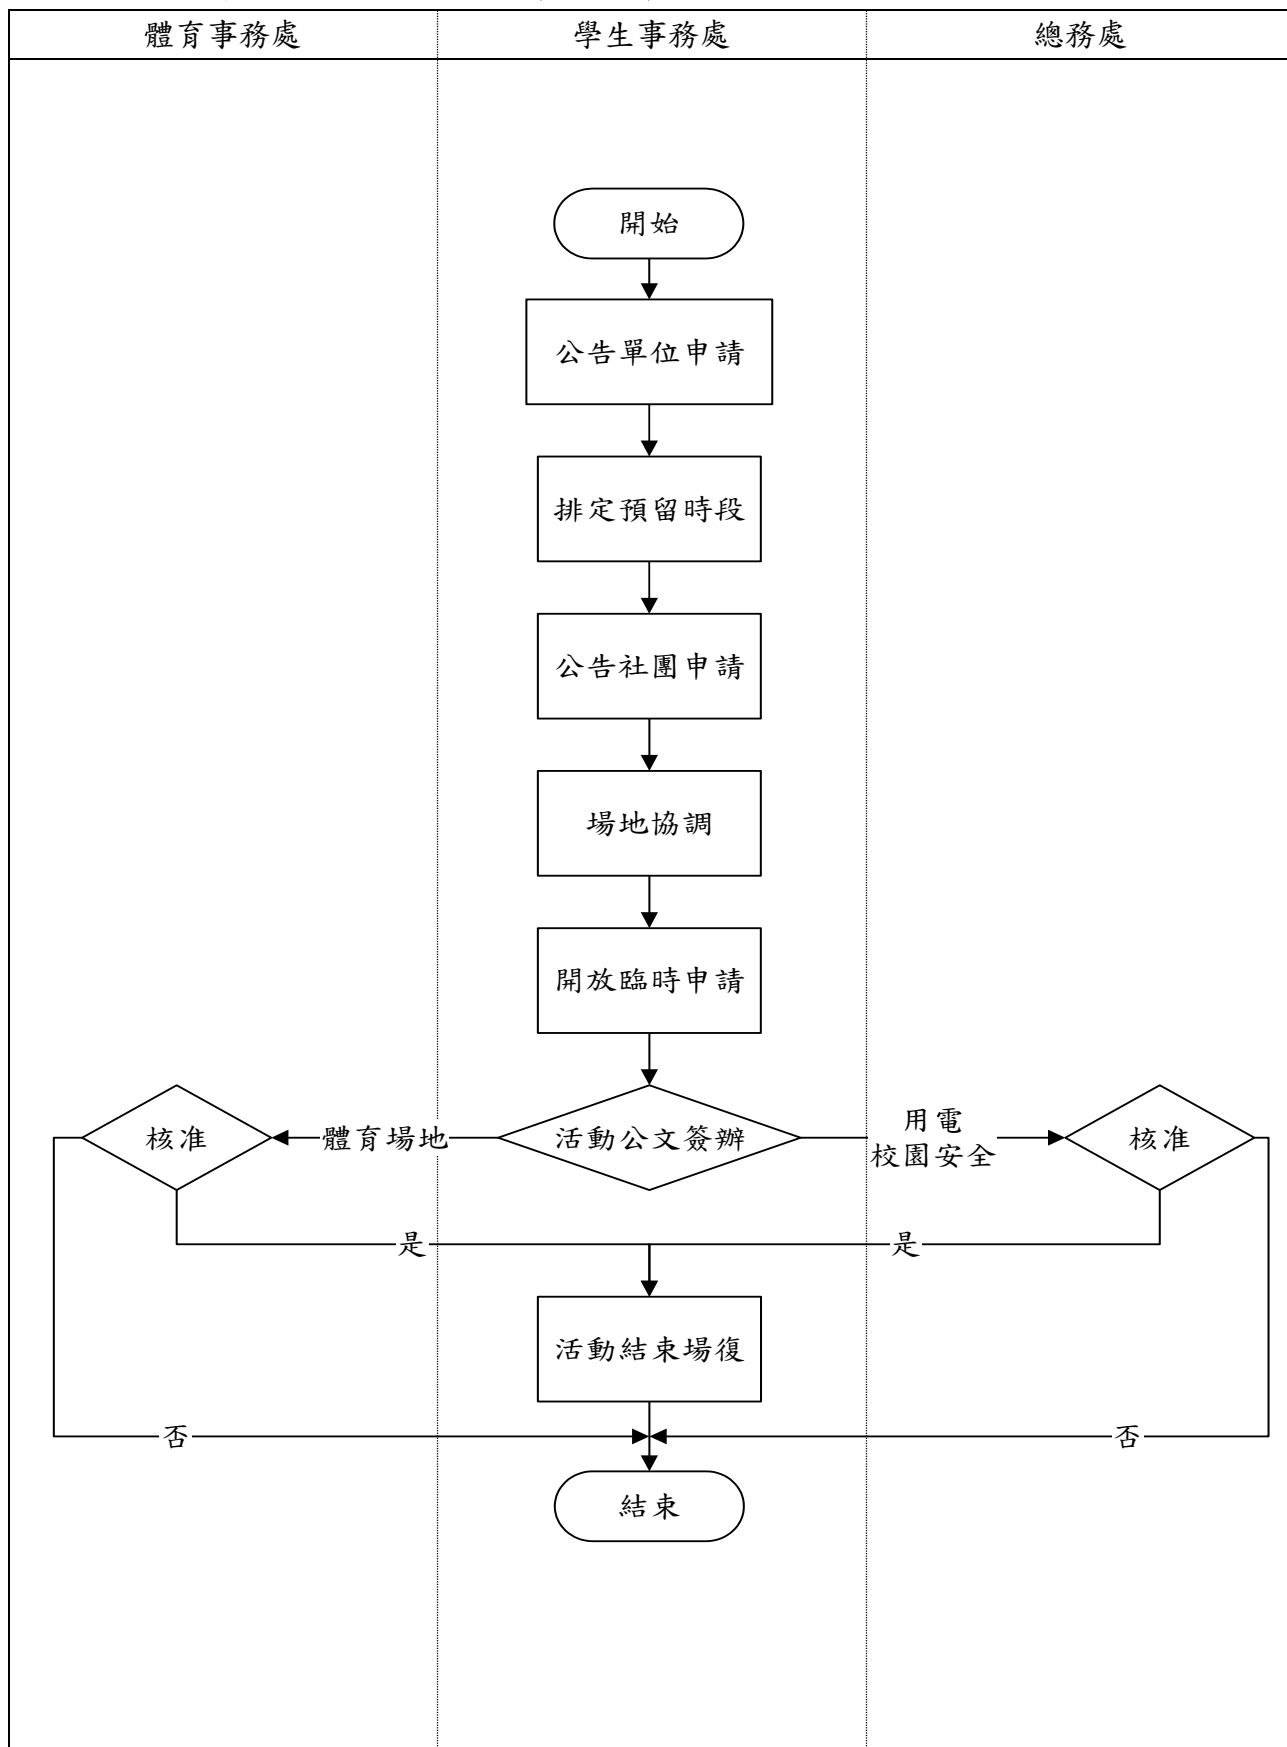 體育事務處
學生事務處
總務處
開始
公告單位申請
排定預留時段
公告社團申請
場地協調
開放臨時申請
核准
體育場地
活動公文簽辦
用電
校園安全
核准
是
是
活動結束場復
否
否
結束